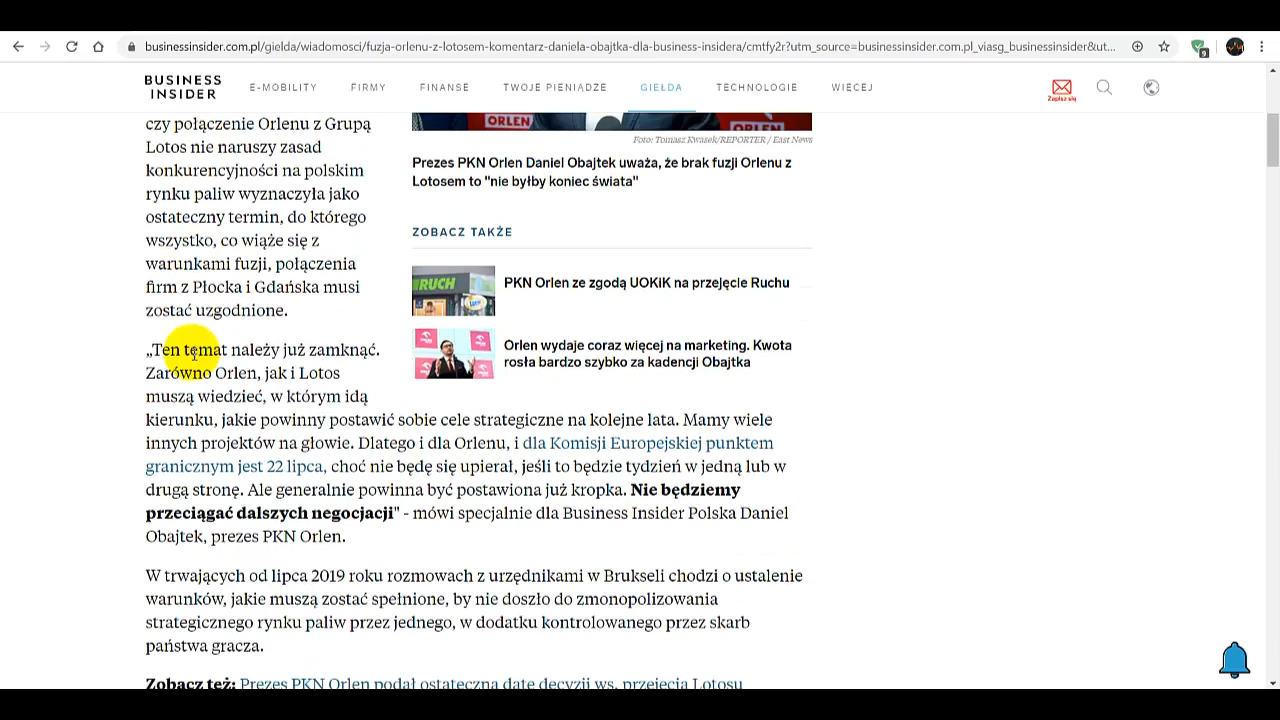 businessinsider.com.pl/gielda/wiadomosci/fuzja-orlenu-z-lotosem-komentarz-daniela-obajtka-dla-business-insidera/cmtfy2r?utm_source=businessinsider.com.pl_viasg_businessinsider&ut...
9
BUSINESS
INSIDER
E-MOBILITY
FIRMY
FINANSE
TWOJE PIENIĄDZE
GIEŁDA
TECHNOLOGIE
WIĘCEJ
Zapisz się
czy połączenie Orlenu z Grupą
Lotos nie naruszy zasad
konkurencyjności na polskim
rynku paliw wyznaczyła jako
ostateczny termin, do którego
wszystko, co wiąże się z
warunkami fuzji, połączenia
firm z Płocka i Gdańska musi
zostać uzgodnione.
ORLEN
ORLEN
Foto: Tomasz Kwasek/REPORTER / East News
Prezes PKN Orlen Daniel Obajtek uważa, że brak fuzji Orlenu z
Lotosem to "nie byłby koniec świata"
ZOBACZ TAKŻE
RUCH
PKN Orlen ze zgodą UOKiK na przejęcie Ruchu
Orlen wydaje coraz więcej na marketing. Kwota
rosła bardzo szybko za kadencji Obajtka
„Ten temat należy już zamknąć.
Zarówno Orlen, jak i Lotos
muszą wiedzieć, w którym idą
kierunku, jakie powinny postawić sobie cele strategiczne na kolejne lata. Mamy wiele
innych projektów na głowie. Dlatego i dla Orlenu, i dla Komisji Europejskiej punktem
granicznym jest 22 lipca, choć nie będę się upierał, jeśli to będzie tydzień w jedną lub w
drugą stronę. Ale generalnie powinna być postawiona już kropka. Nie będziemy
przeciągać dalszych negocjacji" - mówi specjalnie dla Business Insider Polska Daniel
Obajtek, prezes PKN Orlen.
W trwających od lipca 2019 roku rozmowach z urzędnikami w Brukseli chodzi o ustalenie
warunków, jakie muszą zostać spełnione, by nie doszło do zmonopolizowania
strategicznego rynku paliw przez jednego, w dodatku kontrolowanego przez skarb
państwa gracza.
Zobacz też: Prezes PKN Orlen podał ostateczną datę decyzji ws. przejęcia Lotosu